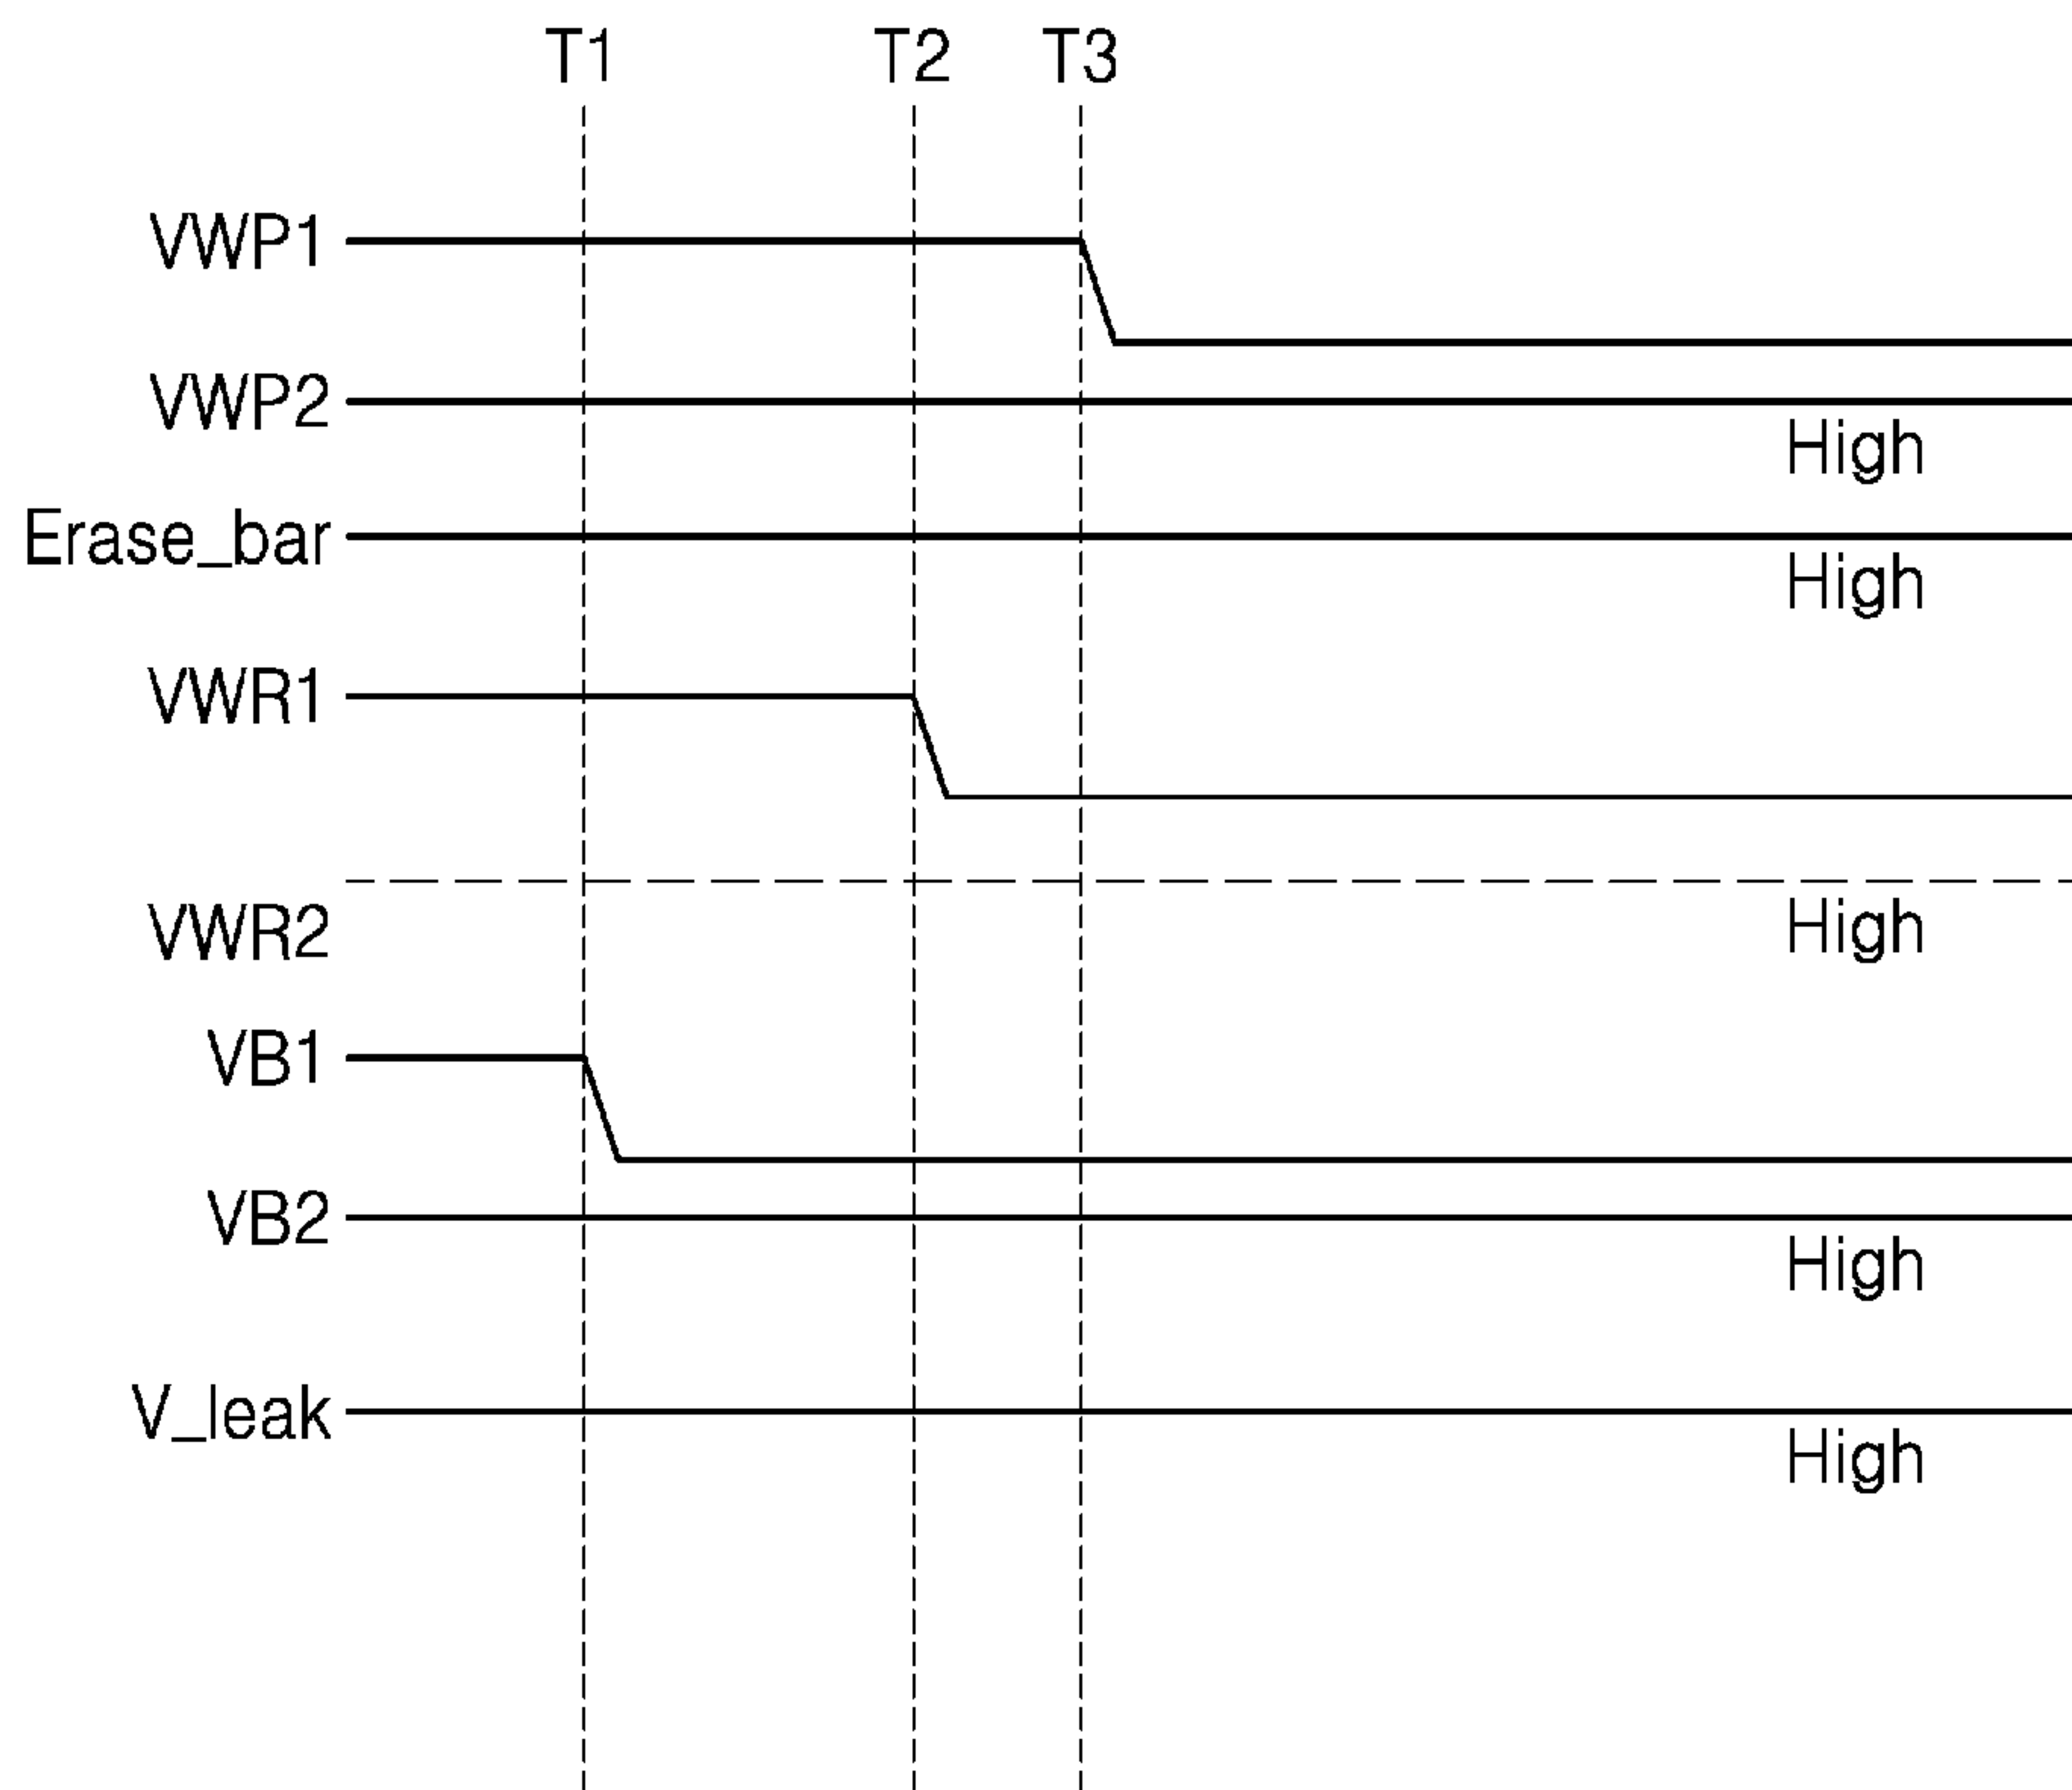 T1 T2 T3
VWP1
VWP2
High
Erase_bar
High
VWR1
VWR2
High
VB1
VB2
High
V_leak
High